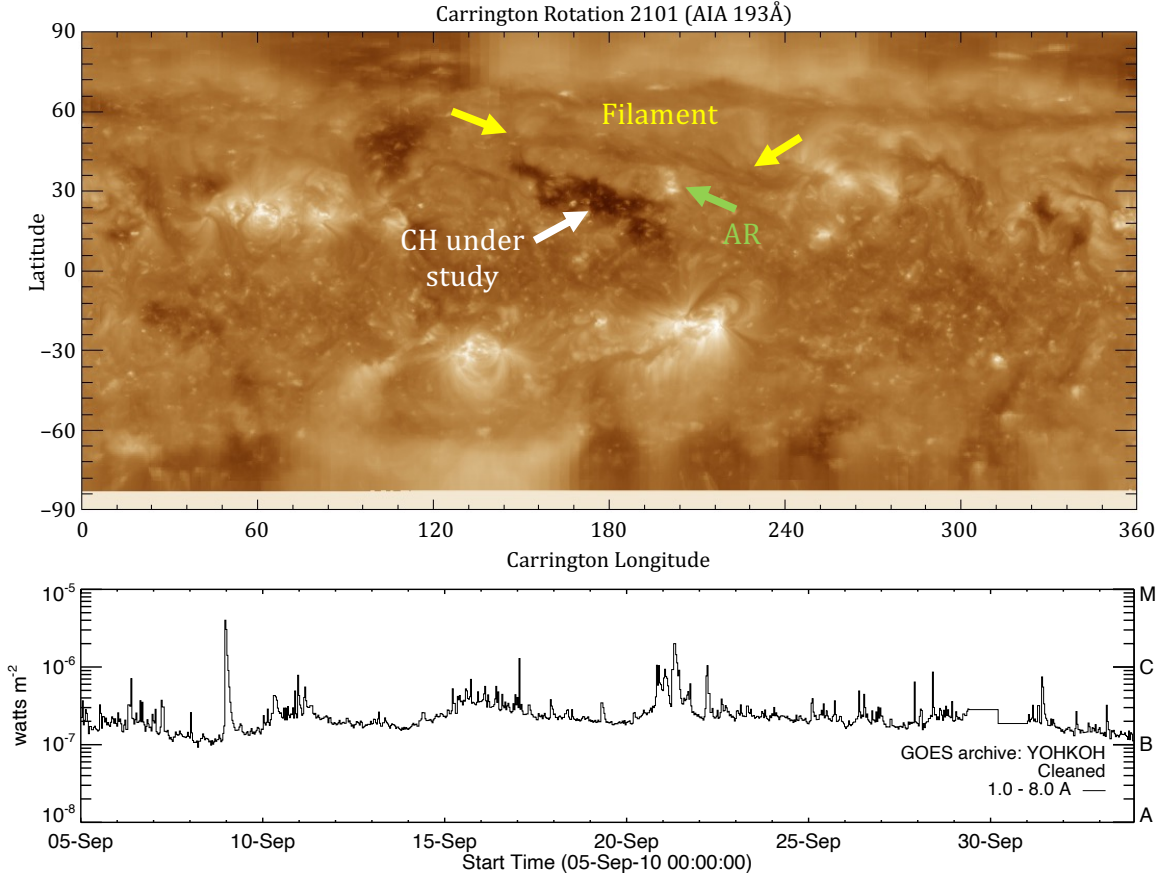 Carrington Rotation 2101 (AIA 193Å)
90
60
30
0
−30
−60
−90
Latitude
Filament
CH under
study
AR
0 60 120 180 240 300 360
Carrington Longitude
10^-5
10^-6
10^-7
10^-8
watts m^-2
M
C
B
A
GOES archive: YOHKOH
Cleaned
1.0 - 8.0 A
05-Sep 10-Sep 15-Sep 20-Sep 25-Sep 30-Sep
Start Time (05-Sep-10 00:00:00)